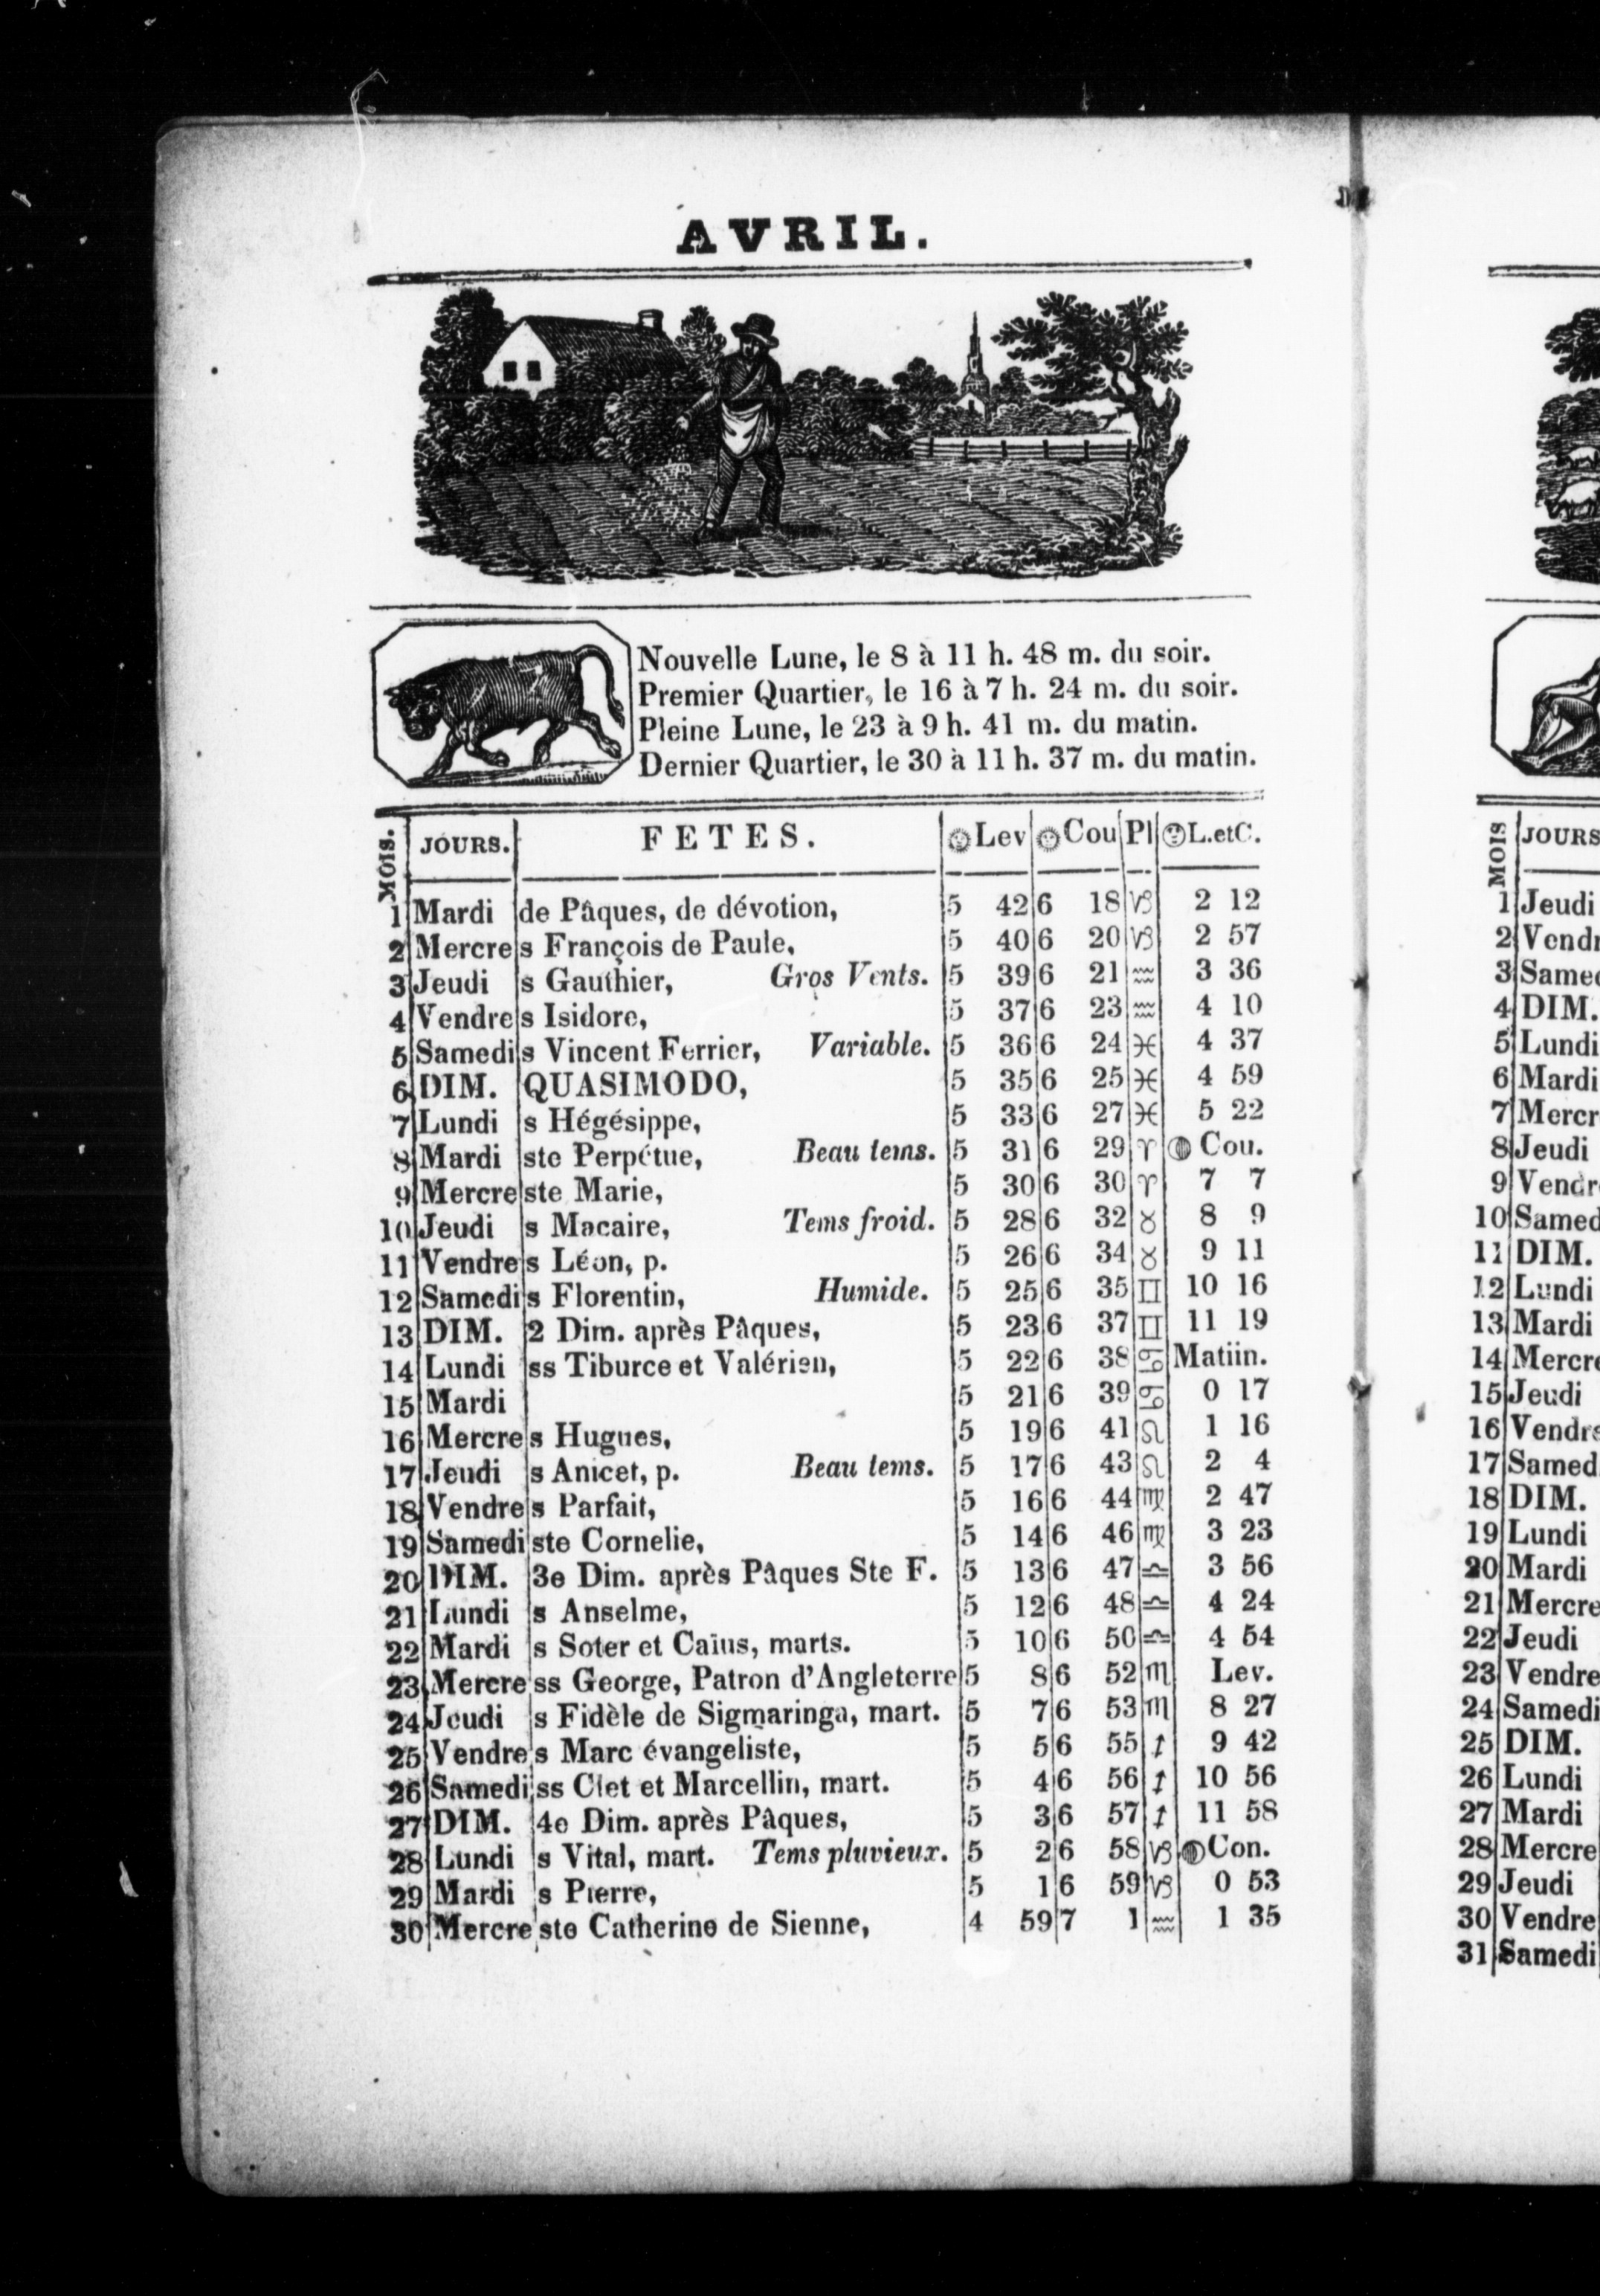 AVRIL.
Nouvelle Lune, le 8 à 11 h. 48 m. du soir.
Premier Quartier, le 16 à 7 h. 24 m. du soir.
Pleine Lune, le 23 à 9 h. 41 m. du matin.
Dernier Quartier, le 30 à 11 h. 37 m. du matin.
MOIS. JOURS. FETES. Lev Cou Pl L.etC.
1 Mardi de Pâques, de dévotion, 5 42 6 18 ♑ 2 12
2 Mercre s François de Paule, 5 40 6 20 ♑ 2 57
3 Jeudi s Gauthier, Gros Vents. 5 39 6 21 ♒ 3 36
4 Vendre s Isidore, 5 37 6 23 ♒ 4 10
5 Samedi s Vincent Ferrier, Variable. 5 36 6 24 ♓ 4 37
6 DIM. QUASIMODO, 5 35 6 25 ♓ 4 59
7 Lundi s Hégésippe, 5 33 6 27 ♓ 5 22
8 Mardi ste Perpétue, Beau tems. 5 31 6 29 ♈ Cou.
9 Mercre ste Marie, 5 30 6 30 ♈ 7 7
10 Jeudi s Macaire, Tems froid. 5 28 6 32 ♉ 8 9
11 Vendre s Léon, p. 5 26 6 34 ♉ 9 11
12 Samedi s Florentin, Humide. 5 25 6 35 ♊ 10 16
13 DIM. 2 Dim. après Pâques, 5 23 6 37 ♊ 11 19
14 Lundi ss Tiburce et Valérien, 5 22 6 38 ♋ Matiin.
15 Mardi 5 21 6 39 ♋ 0 17
16 Mercre s Hugues, 5 19 6 41 ♌ 1 16
17 Jeudi s Anicet, p. Beau tems. 5 17 6 43 ♌ 2 4
18 Vendre s Parfait, 5 16 6 44 ♍ 2 47
19 Samedi ste Cornelie, 5 14 6 46 ♍ 3 23
20 DIM. 3e Dim. après Pâques Ste F. 5 13 6 47 ♎ 3 56
21 Lundi s Anselme, 5 12 6 48 ♎ 4 24
22 Mardi s Soter et Caïus, marts. 5 10 6 50 ♎ 4 54
23 Mercre ss George, Patron d'Angleterre 5 8 6 52 ♏ Lev.
24 Jeudi s Fidèle de Sigmaringa, mart. 5 7 6 53 ♏ 8 27
25 Vendre s Marc évangeliste, 5 5 6 55 ♐ 9 42
26 Samedi ss Clet et Marcellin, mart. 5 4 6 56 ♐ 10 56
27 DIM. 4e Dim. après Pâques, 5 3 6 57 ♐ 11 58
28 Lundi s Vital, mart. Tems pluvieux. 5 2 6 58 ♑ Con.
29 Mardi s Pierre, 5 1 6 59 ♑ 0 53
30 Mercre ste Catherine de Sienne, 4 59 7 1 ♒ 1 35
MOIS JOURS
1 Jeudi
2 Vendr
3 Samed
4 DIM.
5 Lundi
6 Mardi
7 Mercr
8 Jeudi
9 Vendr
10 Samed
11 DIM.
12 Lundi
13 Mardi
14 Mercre
15 Jeudi
16 Vendre
17 Samed
18 DIM.
19 Lundi
20 Mardi
21 Mercre
22 Jeudi
23 Vendre
24 Samedi
25 DIM.
26 Lundi
27 Mardi
28 Mercre
29 Jeudi
30 Vendre
31 Samedi